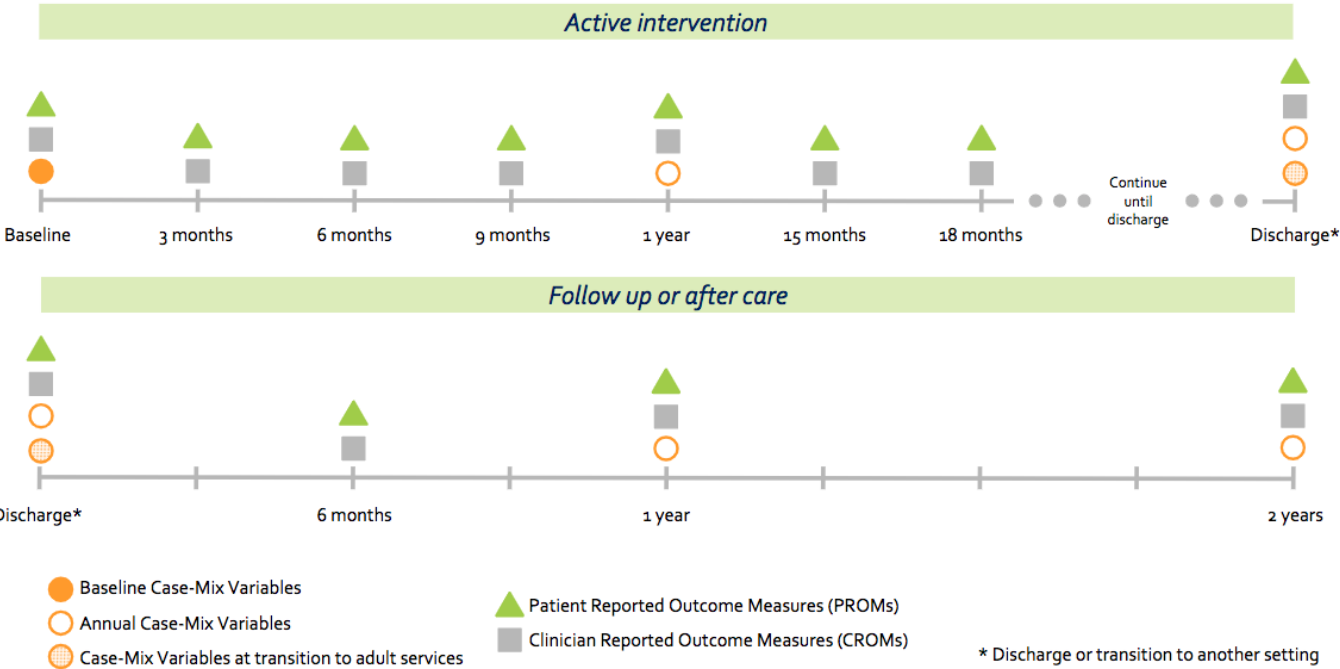 Active intervention
Continue
until
discharge
Baseline 3 months 6 months 9 months 1 year 15 months 18 months Discharge*
Follow up or after care
Discharge* 6 months 1 year 2 years
Baseline Case-Mix Variables
Annual Case-Mix Variables
Case-Mix Variables at transition to adult services
Patient Reported Outcome Measures (PROMs)
Clinician Reported Outcome Measures (CROMs)
* Discharge or transition to another setting